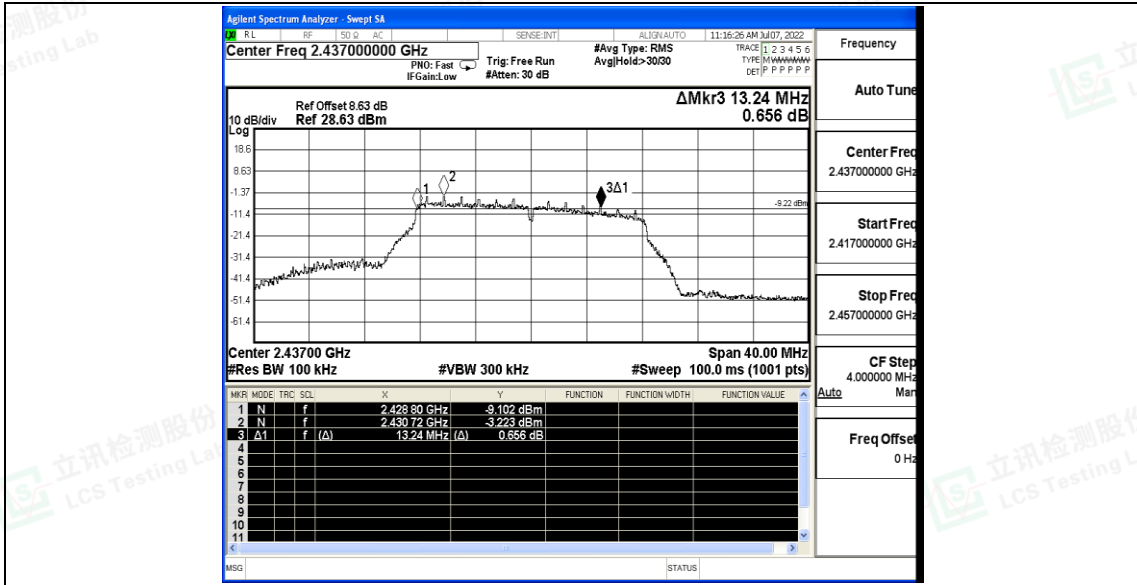 Agilent Spectrum Analyzer - Swept SA
LXI RL RF 50 Ω AC SENSE:INT ALIGN AUTO 11:16:26 AM Jul 07, 2022
Center Freq 2.437000000 GHz
PNO: Fast
IFGain:Low
Trig: Free Run
#Atten: 30 dB
#Avg Type: RMS
Avg|Hold:>30/30
TRACE 1 2 3 4 5 6
TYPE MWWWWW
DET P P P P P P
Ref Offset 8.63 dB
10 dB/div Ref 28.63 dBm
Log
ΔMkr3 13.24 MHz
0.656 dB
18.6
8.63
-1.37
-11.4
-21.4
-31.4
-41.4
-51.4
-61.4
1
2
3Δ1
-9.22 dBm
Center 2.43700 GHz Span 40.00 MHz
#Res BW 100 kHz #VBW 300 kHz #Sweep 100.0 ms (1001 pts)
MKR MODE TRC SCL X Y FUNCTION FUNCTION WIDTH FUNCTION VALUE
1 N f 2.428 80 GHz -9.102 dBm
2 N f 2.430 72 GHz -3.223 dBm
3 Δ1 f (Δ) 13.24 MHz (Δ) 0.656 dB
4
5
6
7
8
9
10
11
MSG STATUS
Frequency
Auto Tune
Center Freq
2.437000000 GHz
Start Freq
2.417000000 GHz
Stop Freq
2.457000000 GHz
CF Step
4.000000 MHz
Auto Man
Freq Offset
0 Hz
立讯检测股份
LCS Testing Lab
立讯检测股份
LCS Testing L